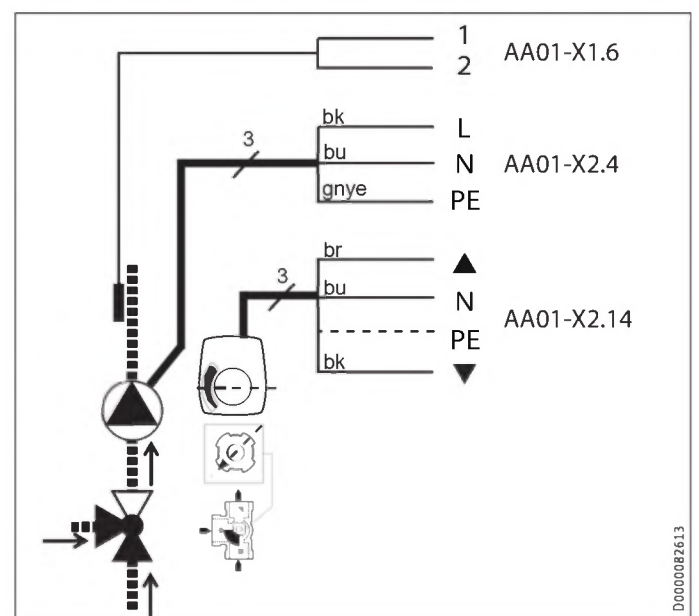 1
2
AA01-X1.6
3
bk
L
bu
N
AA01-X2.4
gnye
PE
3
br
▲
bu
N
AA01-X2.14
PE
bk
▼
D0000082613